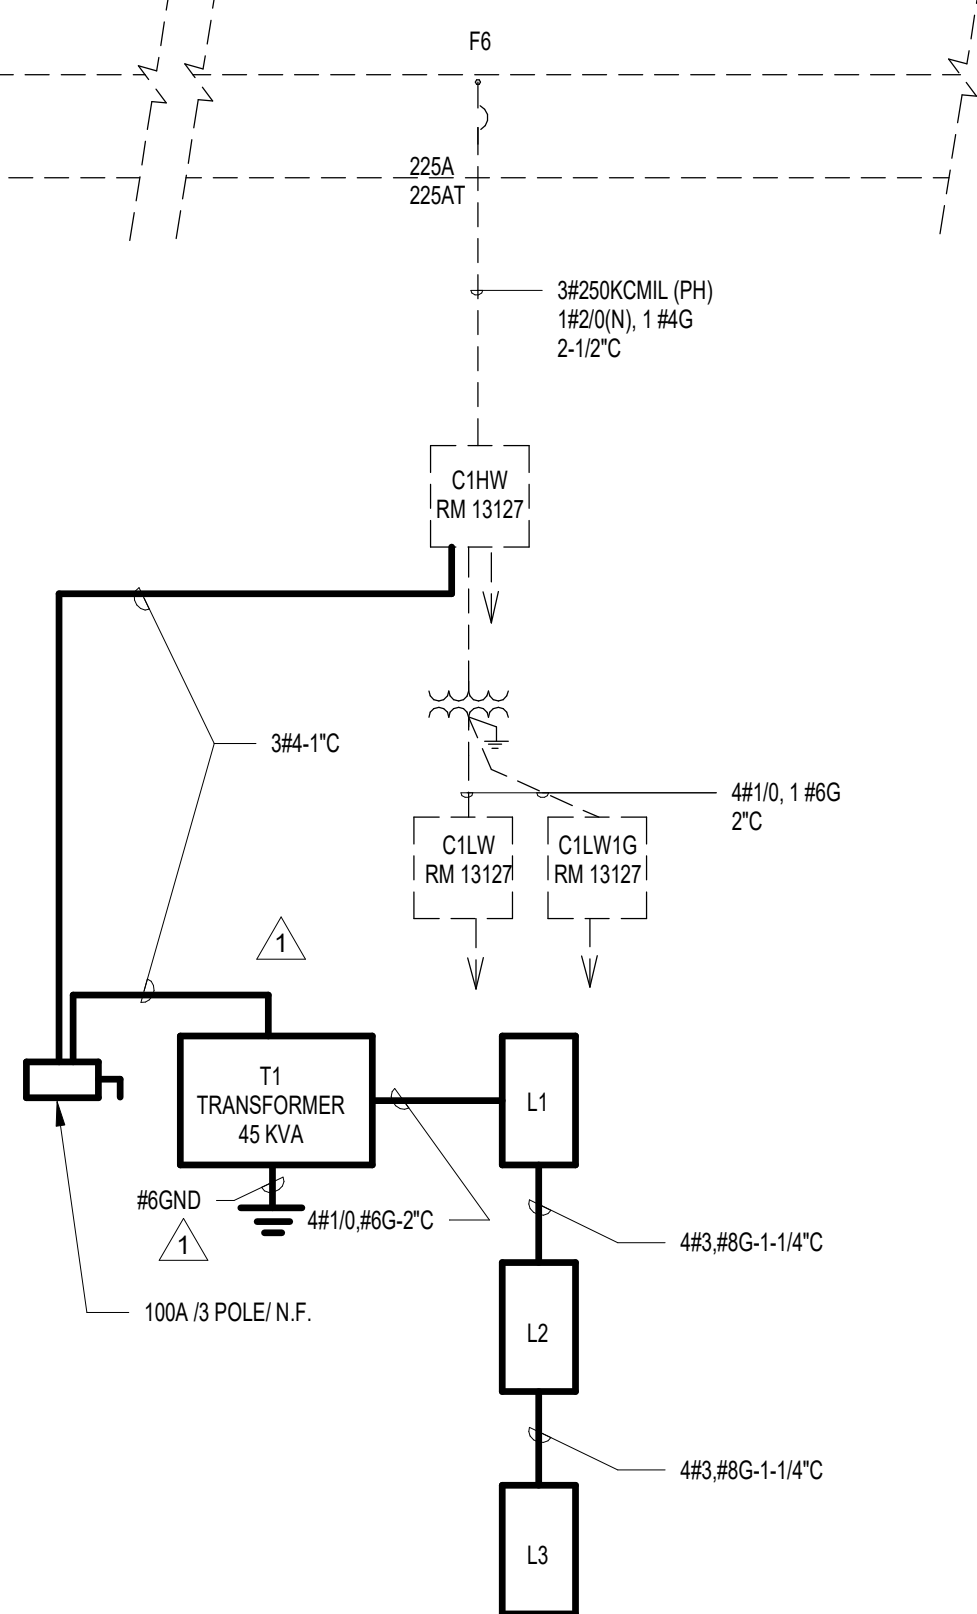 F6
225A
225AT
3#250KCMIL (PH)
1#2/0(N), 1 #4G
2-1/2"C
C1HW
RM 13127
3#4-1"C
4#1/0, 1 #6G
2"C
C1LW
RM 13127
C1LW1G
RM 13127
1
T1
TRANSFORMER
45 KVA
L1
#6GND
4#1/0,#6G-2"C
1
4#3,#8G-1-1/4"C
100A /3 POLE/ N.F.
L2
4#3,#8G-1-1/4"C
L3